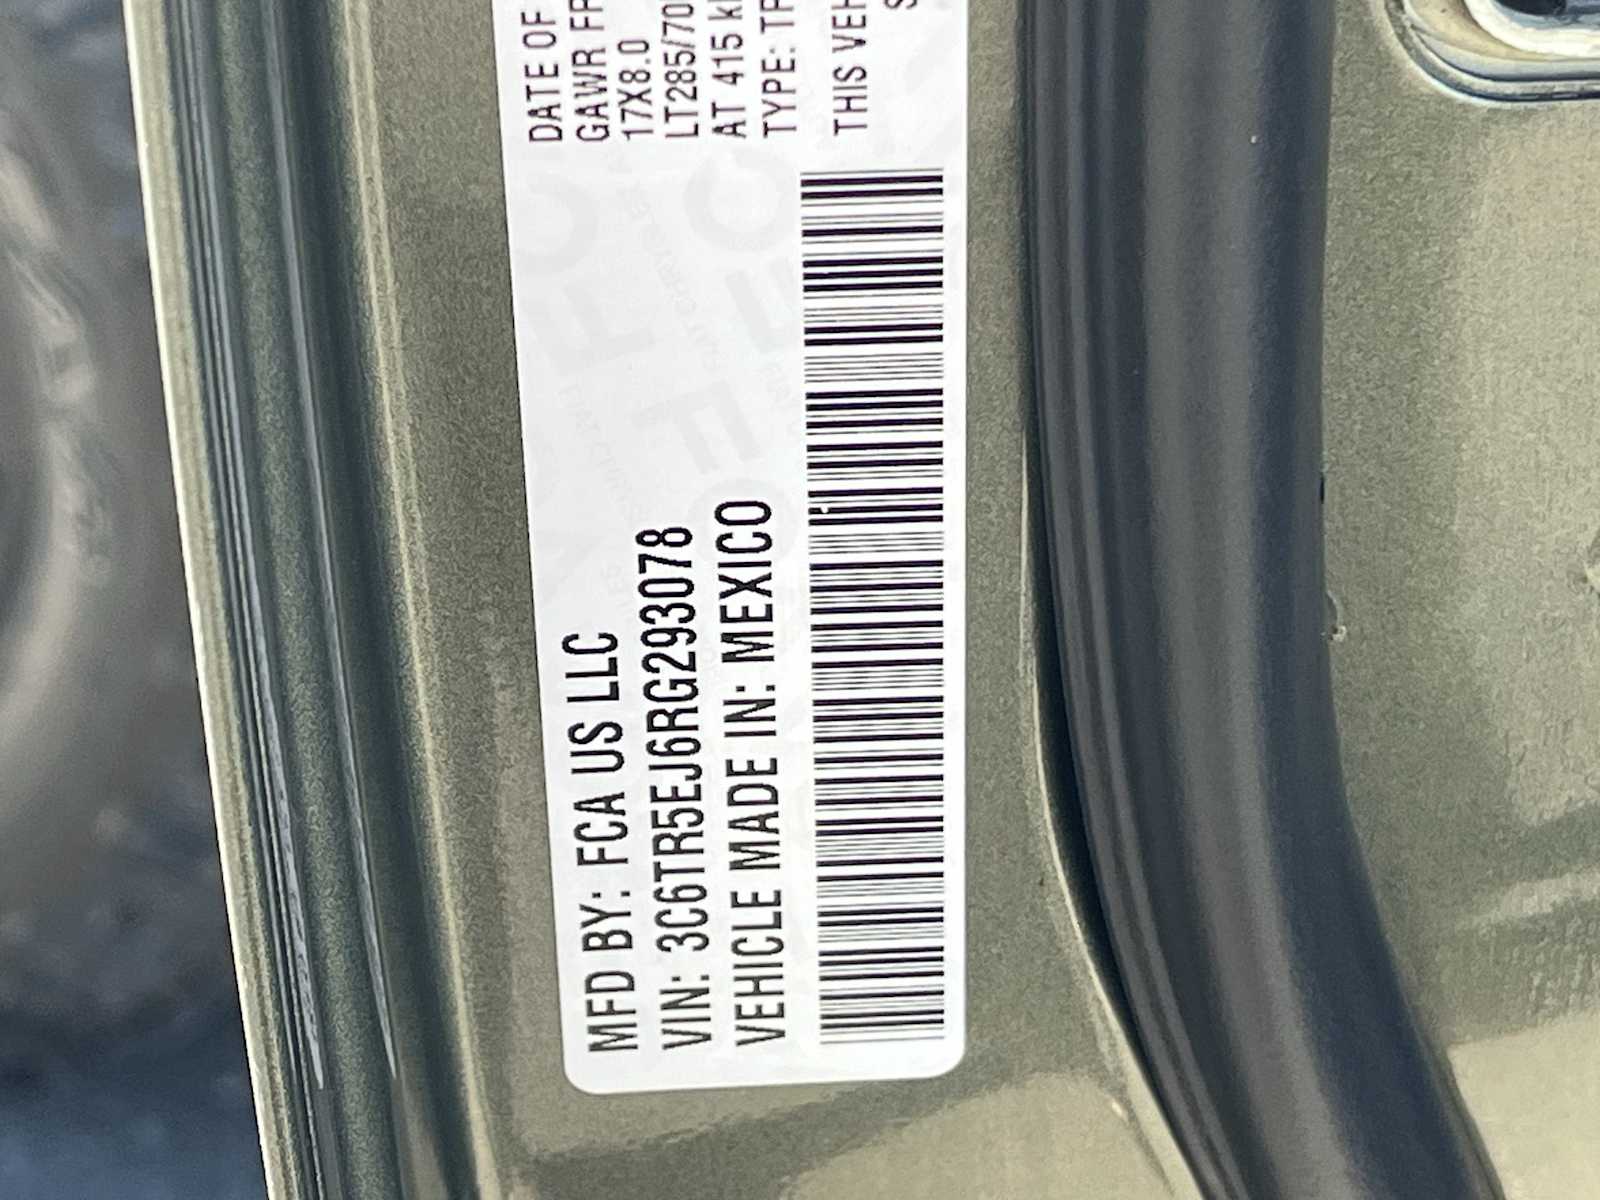 MFD BY: FCA US LLC
VIN: 3C6TR5EJ6RG293078
VEHICLE MADE IN: MEXICO
DATE OF
GAWR FR
17X8.0
LT285/70
AT 415
TYPE:
THIS VEH